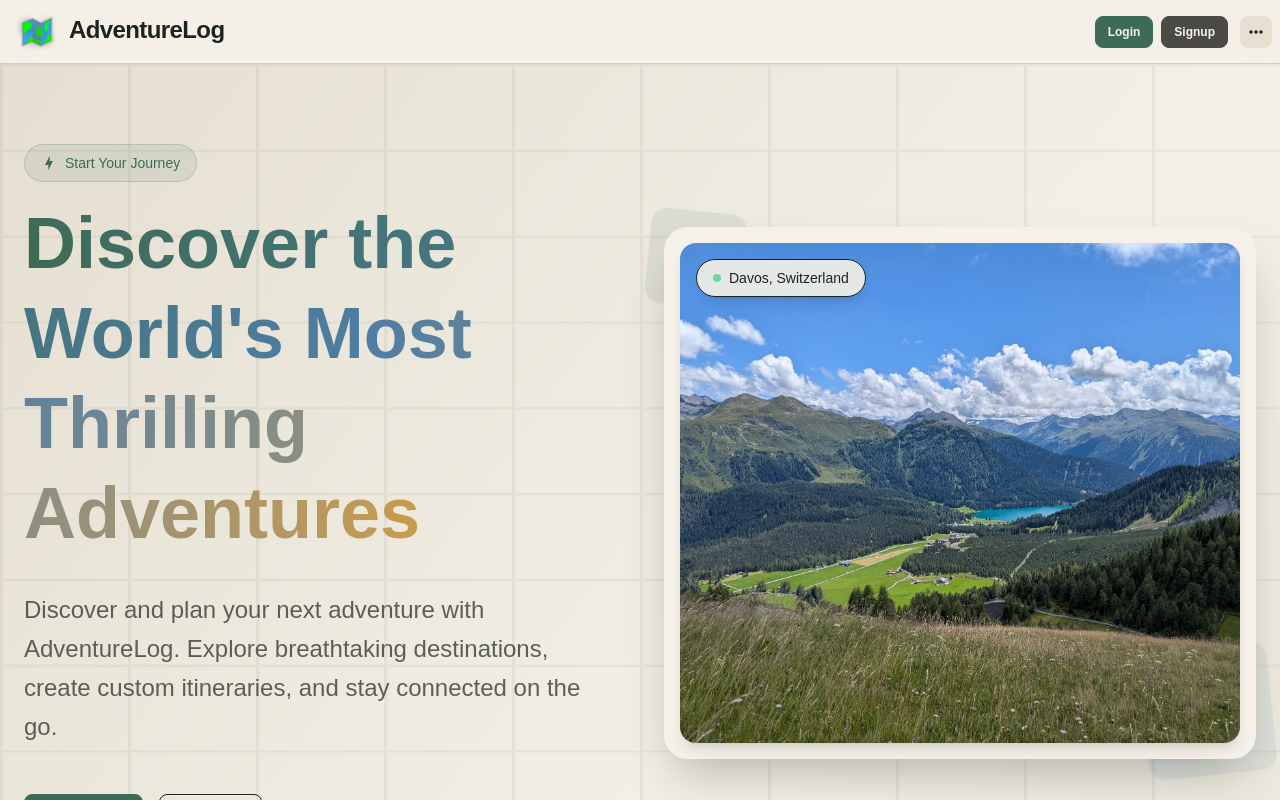 AdventureLog
Login
Signup
Start Your Journey
Discover the
World's Most
Thrilling
Adventures
Discover and plan your next adventure with
AdventureLog. Explore breathtaking destinations,
create custom itineraries, and stay connected on the
go.
Davos, Switzerland